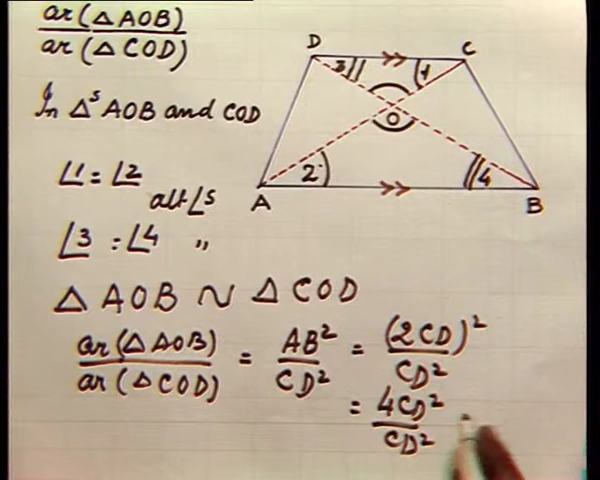 ar(△AOB)
ar(△COD)
In △s AOB and COD
∠1 = ∠2
alt ∠s
∠3 = ∠4 "
△AOB ~ △COD
ar(△AOB) / ar(△COD) = AB² / CD² = (2CD)² / CD²
= 4CD² / CD²
D C
3 1
O
2 4
A B